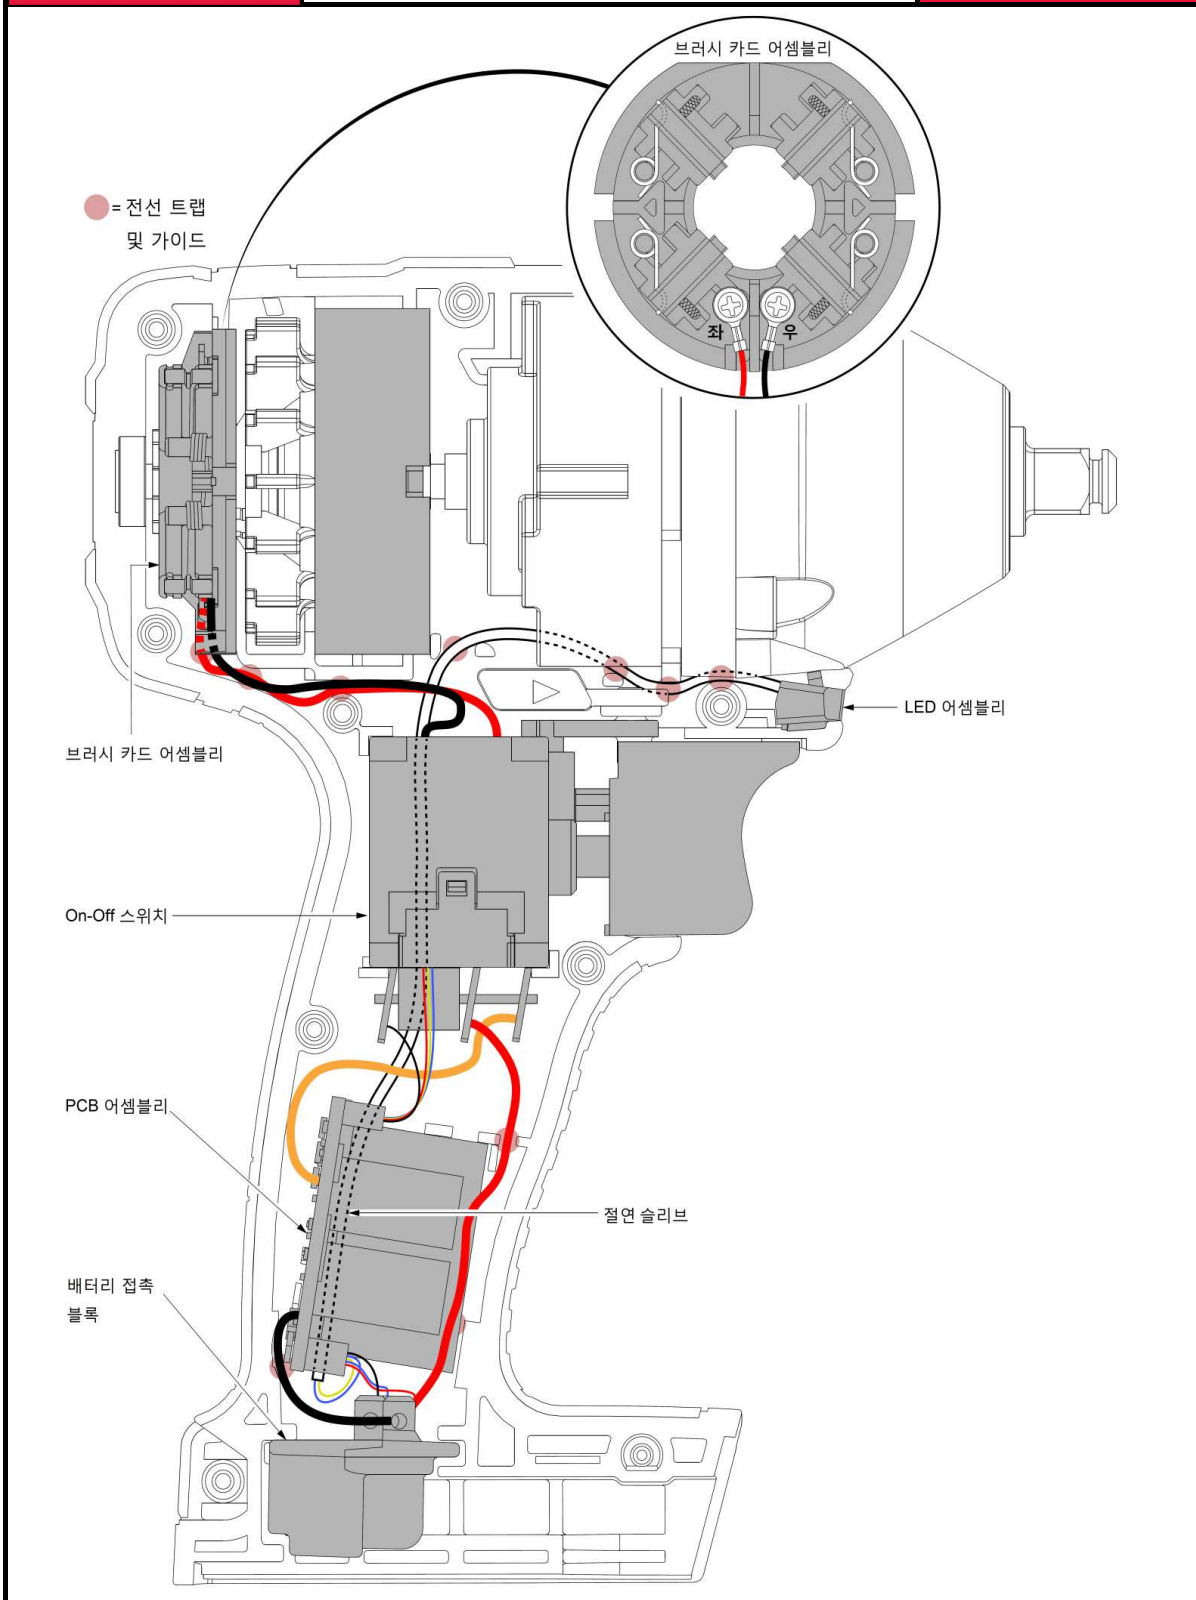 브러시 카드 어셈블리
= 전선 트랩
및 가이드
좌
우
LED 어셈블리
브러시 카드 어셈블리
On-Off 스위치
PCB 어셈블리
절연 슬리브
배터리 접촉
블록